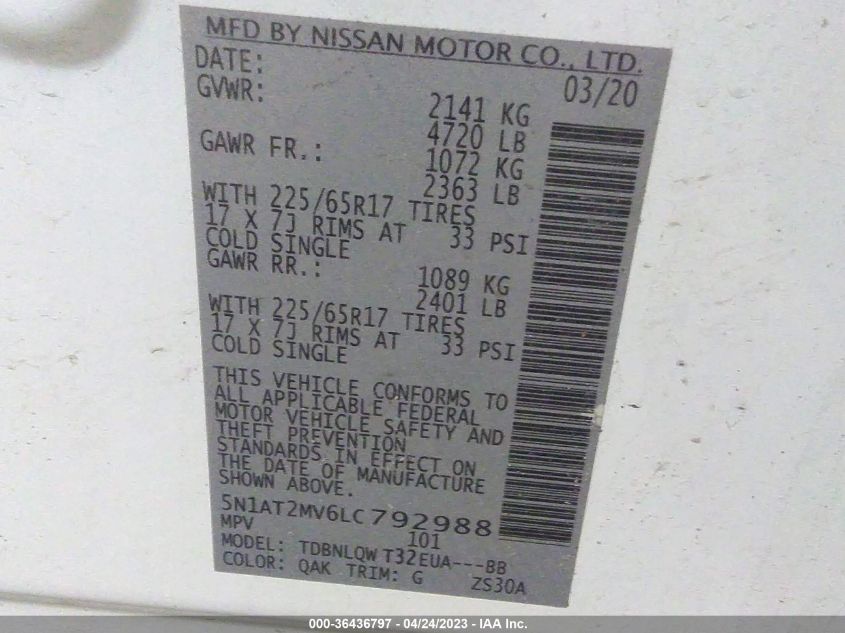 MFD BY NISSAN MOTOR CO., LTD.
DATE: 03/20
GVWR: 2141 KG
4720 LB
GAWR FR.: 1072 KG
2363 LB
WITH 225/65R17 TIRES
17 X 7J RIMS AT 33 PSI
COLD SINGLE
GAWR RR.: 1089 KG
2401 LB
WITH 225/65R17 TIRES
17 X 7J RIMS AT 33 PSI
COLD SINGLE
THIS VEHICLE CONFORMS TO
ALL APPLICABLE FEDERAL
MOTOR VEHICLE SAFETY AND
THEFT PREVENTION
STANDARDS IN EFFECT ON
THE DATE OF MANUFACTURE
SHOWN ABOVE.
5N1AT2MV6LC792988
MPV 101
MODEL: TDBNLQW T32EUA---BB
COLOR: QAK TRIM: G ZS30A
000-36436797 - 04/24/2023 - IAA Inc.